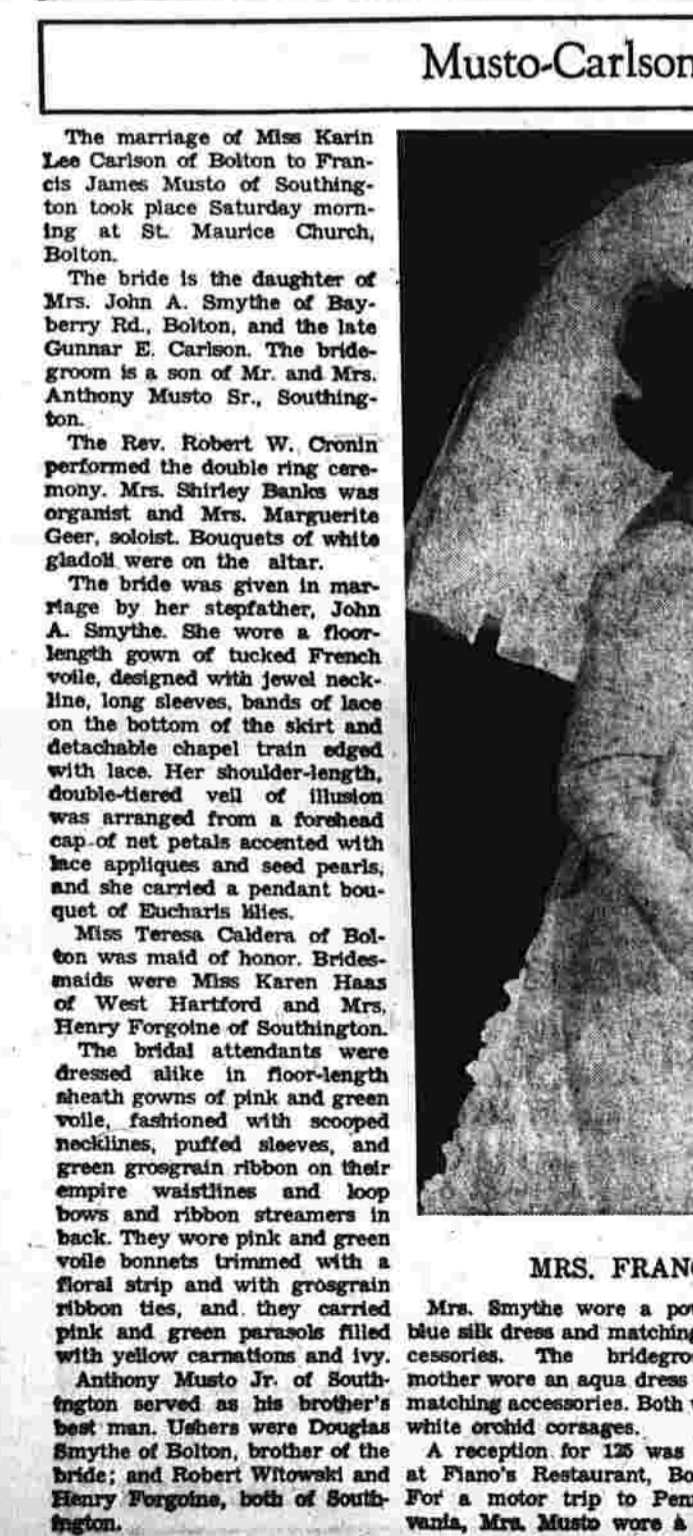 Musto-Carlson
The marriage of Miss Karin
Lee Carlson of Bolton to Fran-
cis James Musto of Southing-
ton took place Saturday morn-
ing at St. Maurice Church,
Bolton.
The bride is the daughter of
Mrs. John A. Smythe of Bay-
berry Rd., Bolton, and the late
Gunnar E. Carlson. The bride-
groom is a son of Mr. and Mrs.
Anthony Musto Sr., Southing-
ton.
The Rev. Robert W. Cronin
performed the double ring cere-
mony. Mrs. Shirley Banks was
organist and Mrs. Marguerite
Geer, soloist. Bouquets of white
gladoli were on the altar.
The bride was given in mar-
riage by her stepfather, John
A. Smythe. She wore a floor-
length gown of tucked French
voile, designed with jewel neck-
line, long sleeves, bands of lace
on the bottom of the skirt and
detachable chapel train edged
with lace. Her shoulder-length,
double-tiered veil of illusion
was arranged from a forehead
cap of net petals accented with
lace appliques and seed pearls,
and she carried a pendant bou-
quet of Eucharis lilies.
Miss Teresa Caldera of Bol-
ton was maid of honor. Brides-
maids were Miss Karen Haas
of West Hartford and Mrs.
Henry Forgoine of Southington.
The bridal attendants were
dressed alike in floor-length
sheath gowns of pink and green
voile, fashioned with scooped
necklines, puffed sleeves, and
green grosgrain ribbon on their
empire waistlines and loop
bows and ribbon streamers in
back. They wore pink and green
voile bonnets trimmed with a
floral strip and with grosgrain
ribbon ties, and they carried
pink and green parasols filled
with yellow carnations and ivy.
Anthony Musto Jr. of South-
ington served as his brother's
best man. Ushers were Douglas
Smythe of Bolton, brother of the
bride; and Robert Witowski and
Henry Forgoine, both of South-
ington.
MRS. FRANC
Mrs. Smythe wore a pow
blue silk dress and matching
cessories. The bridegroo
mother wore an aqua dress
matching accessories. Both w
white orchid corsages.
A reception for 125 was
at Fiano's Restaurant, Bo
For a motor trip to Penn
vania, Mrs. Musto wore a